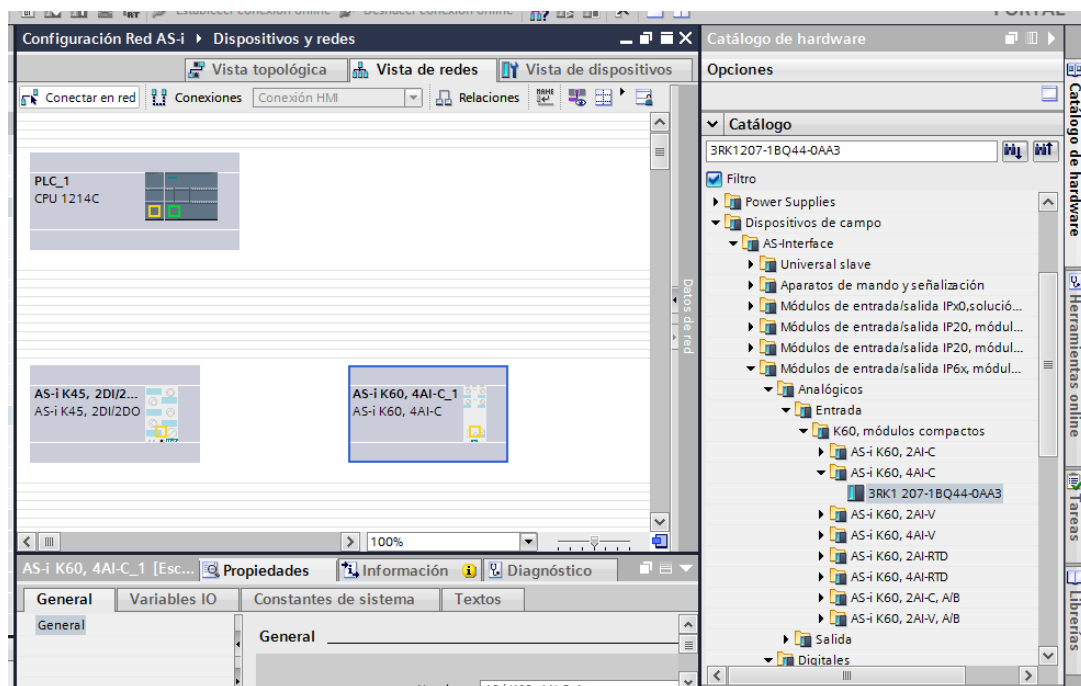 Establecer conexión online Deshacer conexión online
PORTAL
Configuración Red AS-i ▸ Dispositivos y redes
Vista topológica Vista de redes Vista de dispositivos
Conectar en red Conexiones Conexión HMI Relaciones
PLC_1
CPU 1214C
AS-i K45, 2DI/2...
AS-i K45, 2DI/2DO
AS-i K60, 4AI-C_1
AS-i K60, 4AI-C
Datos de red
100%
AS-i K60, 4AI-C_1 [Esc... Propiedades Información Diagnóstico
General Variables IO Constantes de sistema Textos
General
General
Catálogo de hardware
Opciones
Catálogo
3RK1207-1BQ44-0AA3
Filtro
Power Supplies
Dispositivos de campo
AS-Interface
Universal slave
Aparatos de mando y señalización
Módulos de entrada/salida IPx0,solució...
Módulos de entrada/salida IP20, módul...
Módulos de entrada/salida IP20, módul...
Módulos de entrada/salida IP6x, módul...
Analógicos
Entrada
K60, módulos compactos
AS-i K60, 2AI-C
AS-i K60, 4AI-C
3RK1 207-1BQ44-0AA3
AS-i K60, 2AI-V
AS-i K60, 4AI-V
AS-i K60, 2AI-RTD
AS-i K60, 4AI-RTD
AS-i K60, 2AI-C, A/B
AS-i K60, 2AI-V, A/B
Salida
Digitales
Catálogo de hardware
Herramientas online
Tareas
Librerías